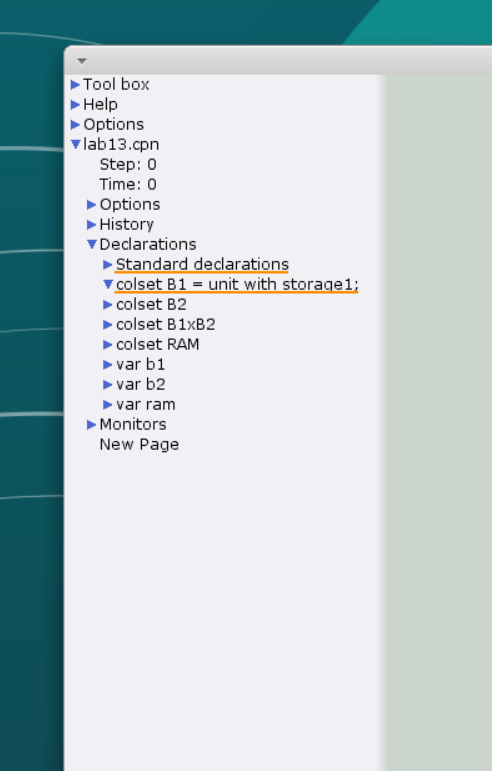 Tool box
Help
Options
lab13.cpn
Step: 0
Time: 0
Options
History
Declarations
Standard declarations
colset B1 = unit with storage1;
colset B2
colset B1xB2
colset RAM
var b1
var b2
var ram
Monitors
New Page